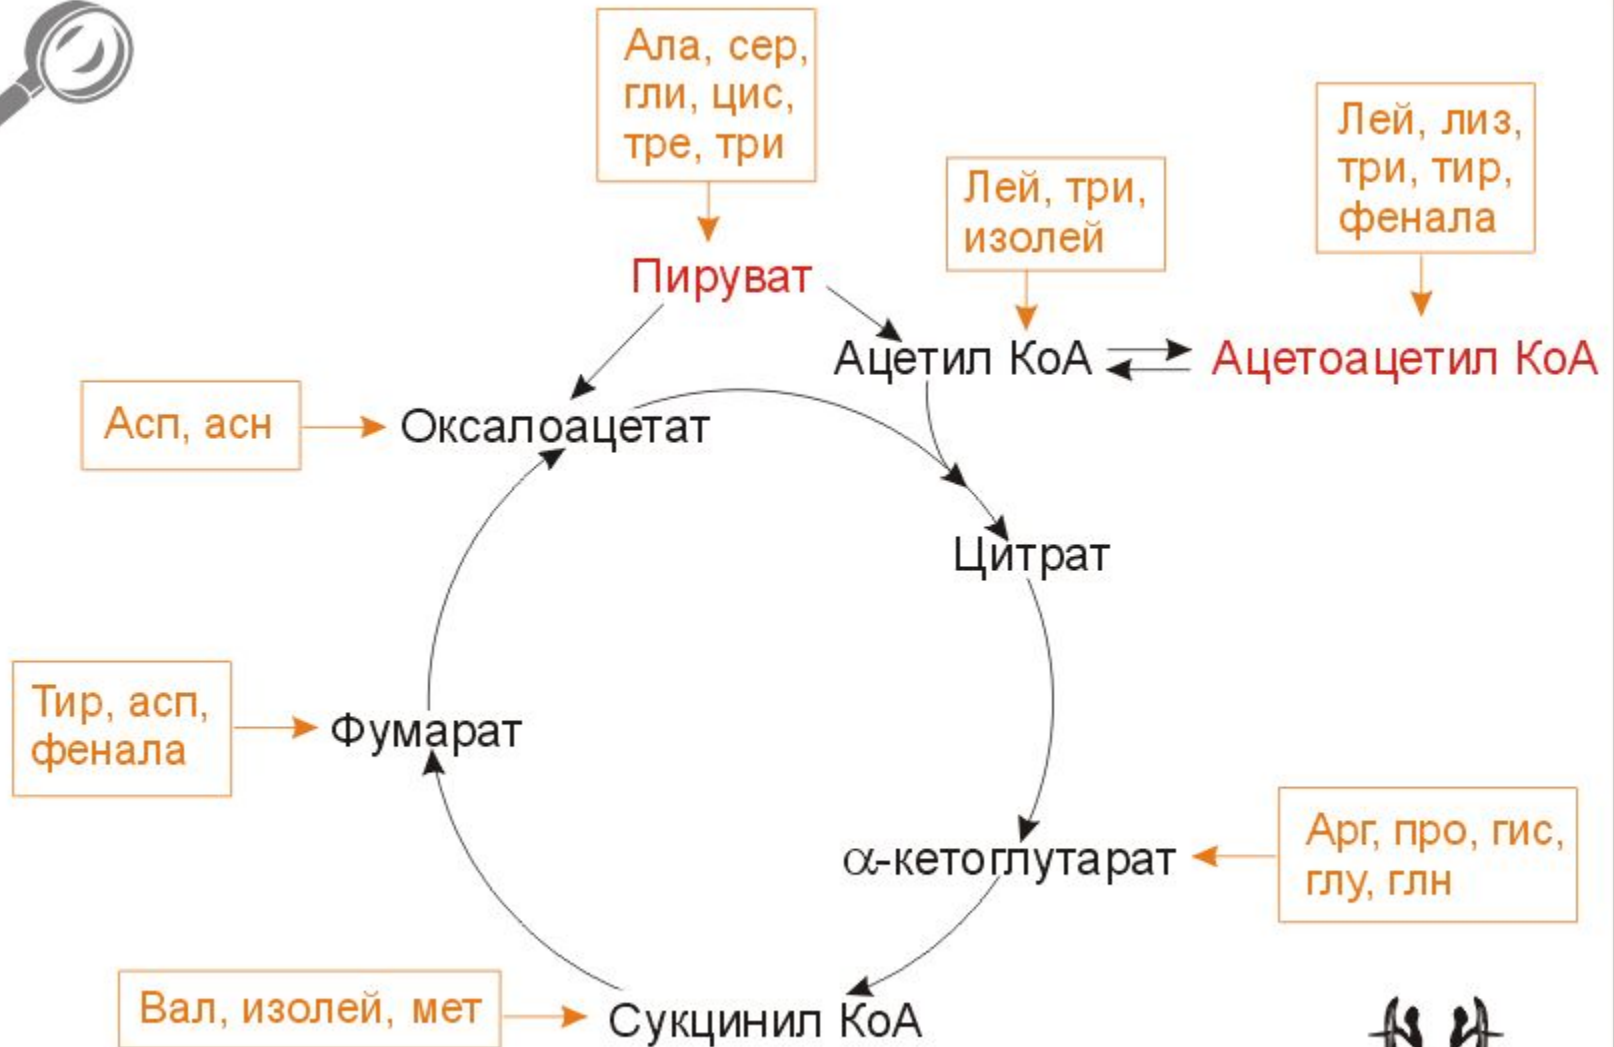 Ала, сер,
гли, цис,
тре, три
Лей, лиз,
три, тир,
фенала
Лей, три,
изолей
Пируват
Ацетил КоА
Ацетоацетил КоА
Асп, асн
Оксалоацетат
Цитрат
Тир, асп,
фенала
Фумарат
α-кетоглутарат
Арг, про, гис,
глу, глн
Вал, изолей, мет
Сукцинил КоА